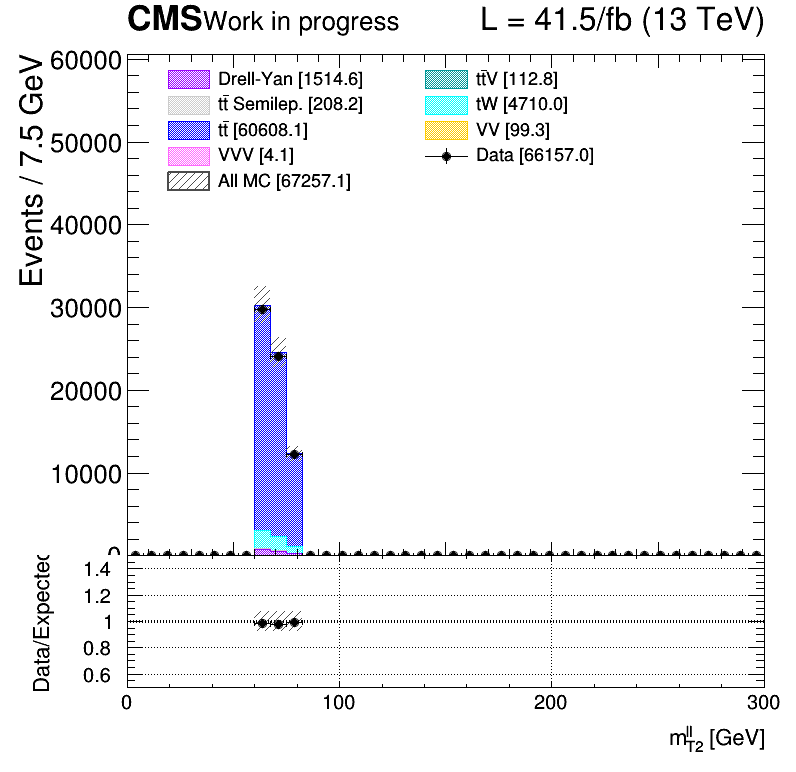 CMS Work in progress L = 41.5/fb (13 TeV)
Events / 7.5 GeV
60000
50000
40000
30000
20000
10000
0
Drell-Yan [1514.6]
tt̄ Semilep. [208.2]
tt̄ [60608.1]
VVV [4.1]
All MC [67257.1]
tt̄V [112.8]
tW [4710.0]
VV [99.3]
Data [66157.0]
Data/Expected
1.4
1.2
1
0.8
0.6
0 100 200 300
m_{T2}^{ll} [GeV]